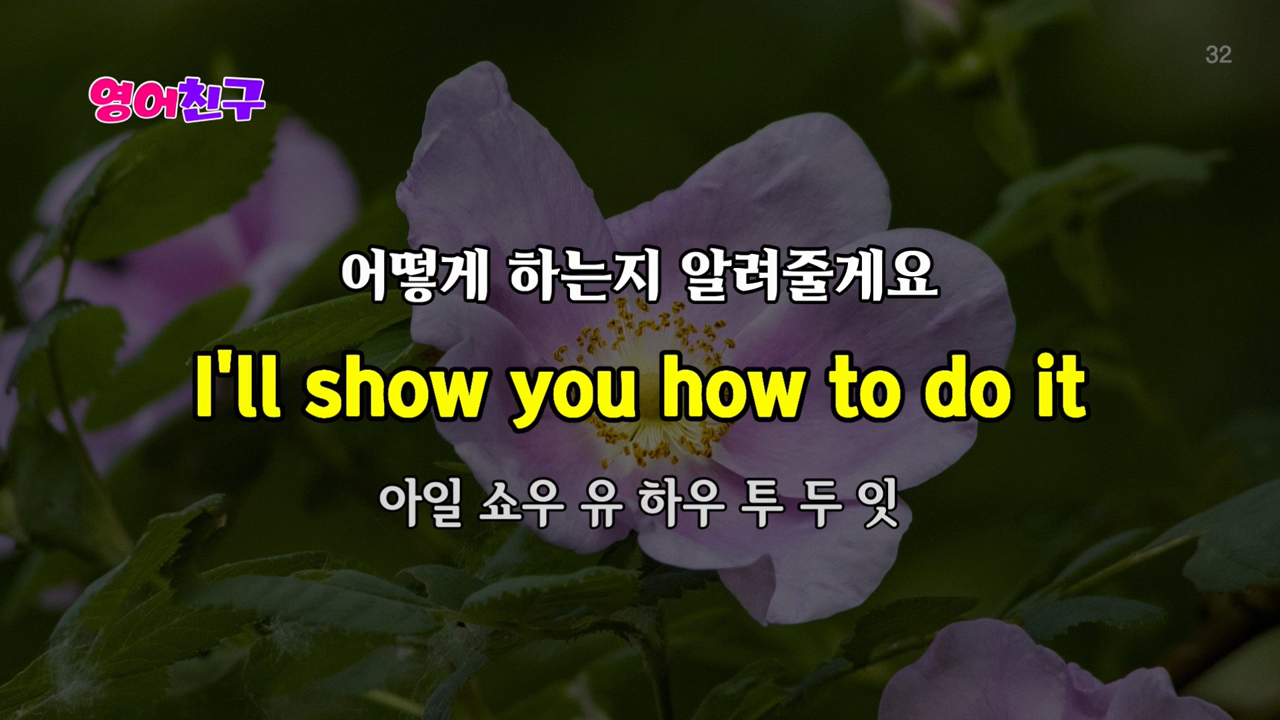 영어친구
32
어떻게 하는지 알려줄게요
I'll show you how to do it
아일 쇼우 유 하우 투 두 잇